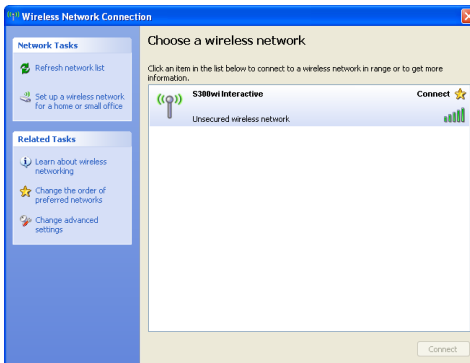 Wireless Network Connection
Network Tasks
Refresh network list
Set up a wireless network
for a home or small office
Related Tasks
Learn about wireless
networking
Change the order of
preferred networks
Change advanced
settings
Choose a wireless network
Click an item in the list below to connect to a wireless network in range or to get more
information.
S300wi Interactive
Connect
Unsecured wireless network
Connect